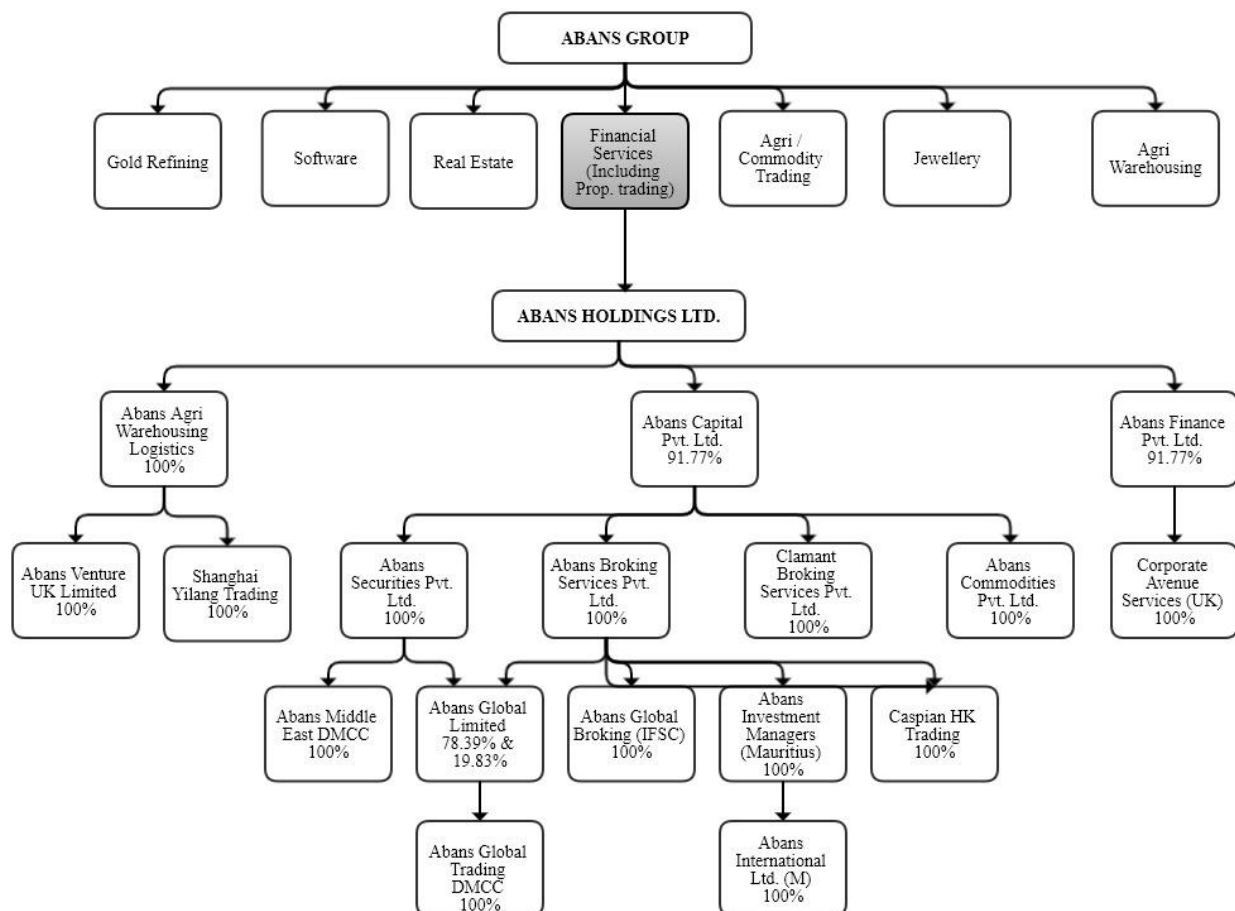 ABANS GROUP
Gold Refining
Software
Real Estate
Financial
Services
(Including
Prop. trading)
Agri /
Commodity
Trading
Jewellery
Agri
Warehousing
ABANS HOLDINGS LTD.
Abans Agri
Warehousing
Logistics
100%
Abans Capital
Pvt. Ltd.
91.77%
Abans Finance
Pvt. Ltd.
91.77%
Abans Venture
UK Limited
100%
Shanghai
Yilang Trading
100%
Abans
Securities Pvt.
Ltd.
100%
Abans Broking
Services Pvt.
Ltd.
100%
Clamant
Broking
Services Pvt.
Ltd.
100%
Abans
Commodities
Pvt. Ltd.
100%
Corporate
Avenue
Services (UK)
100%
Abans Middle
East DMCC
100%
Abans Global
Limited
78.39% &
19.83%
Abans Global
Broking (IFSC)
100%
Abans
Investment
Managers
(Mauritius)
100%
Caspian HK
Trading
100%
Abans Global
Trading
DMCC
100%
Abans
International
Ltd. (M)
100%